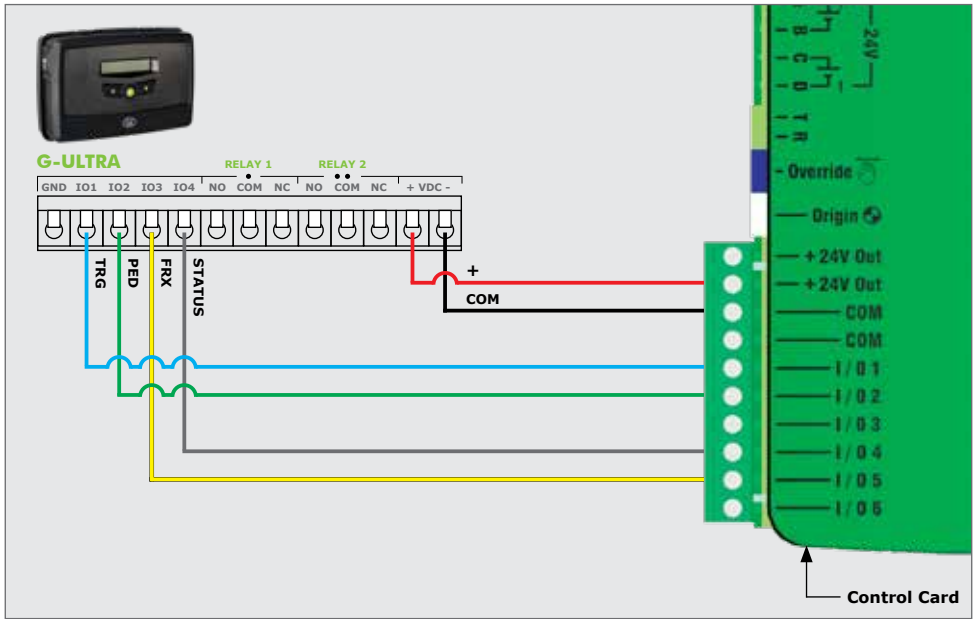 G-ULTRA
RELAY 1
RELAY 2
GND IO1 IO2 IO3 IO4 NO COM NC NO COM NC + VDC -
TRG
PED
FRX
STATUS
+
COM
B
C
D
24V
T
R
Override
Origin
+ 24V Out
+ 24V Out
COM
COM
I / O 1
I / O 2
I / O 3
I / O 4
I / O 5
I / O 6
Control Card